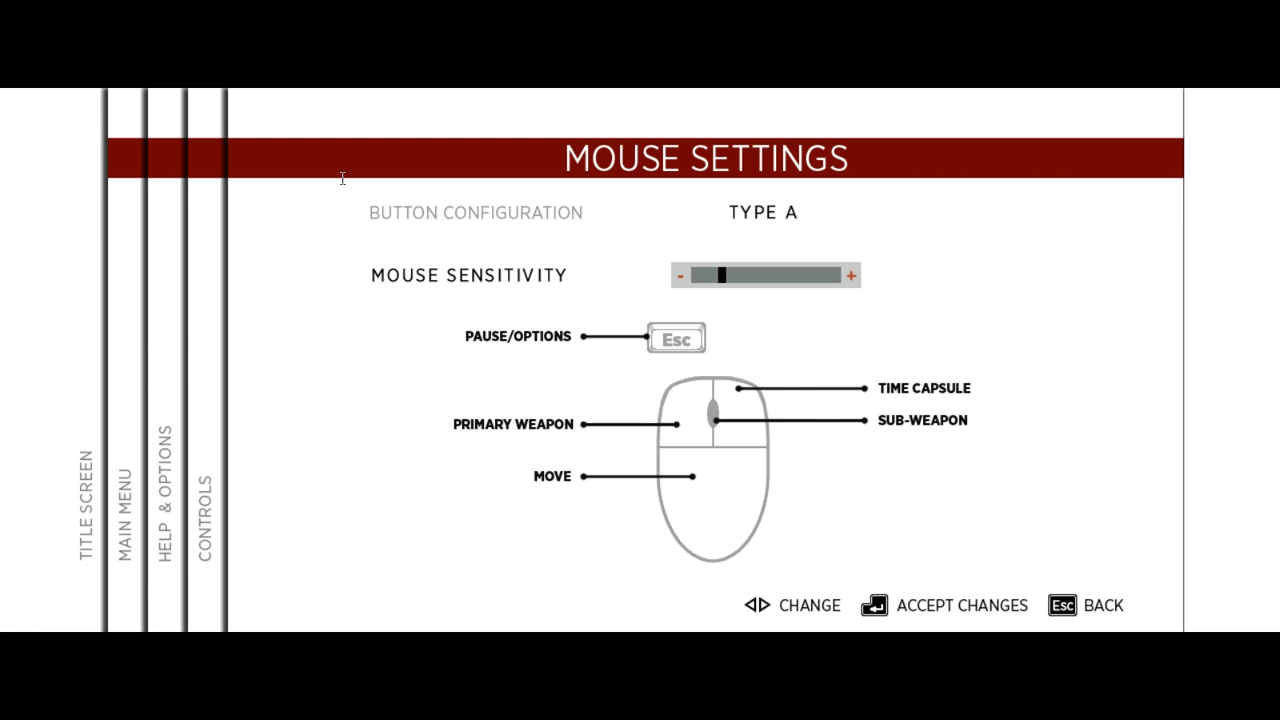 MOUSE SETTINGS
BUTTON CONFIGURATION TYPE A
MOUSE SENSITIVITY - +
PAUSE/OPTIONS Esc
TIME CAPSULE
PRIMARY WEAPON SUB-WEAPON
MOVE
TITLE SCREEN
MAIN MENU
HELP & OPTIONS
CONTROLS
CHANGE ACCEPT CHANGES Esc BACK